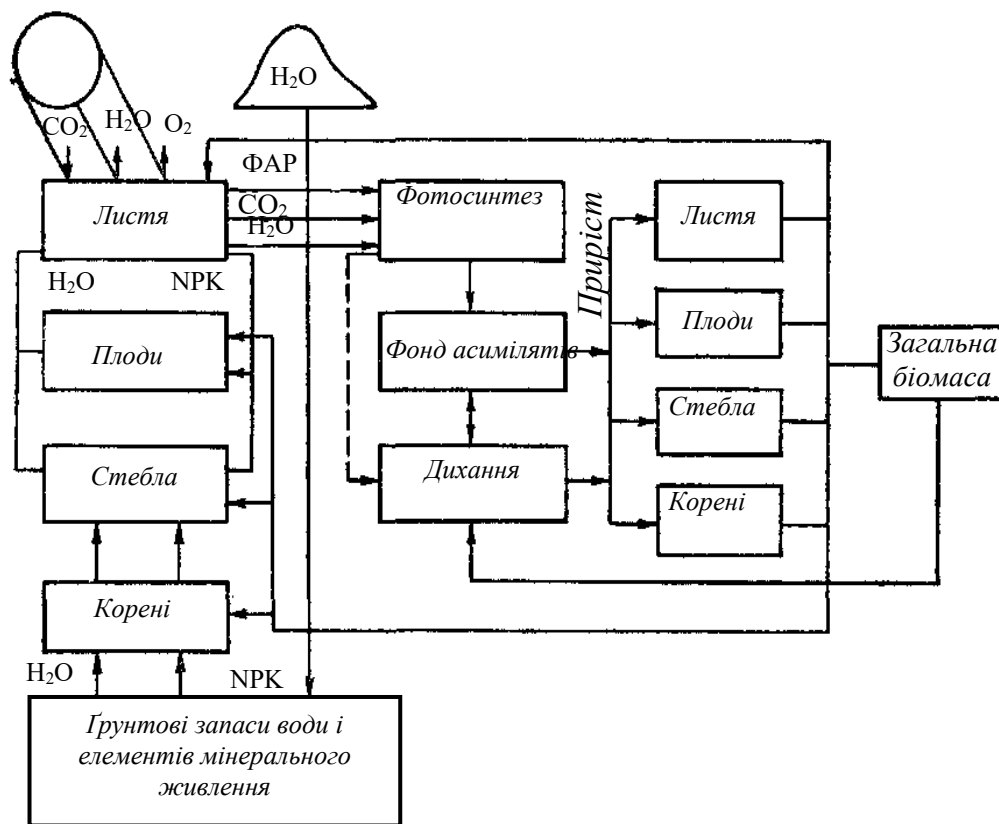 H₂O
CO₂
H₂O
O₂
ФАР
CO₂
H₂O
Листя
Фотосинтез
Приріст
Листя
H₂O
NPK
Плоди
Фонд асимілятів
Плоди
Загальна
біомаса
Стебла
Дихання
Стебла
Корені
Корені
H₂O
NPK
Ґрунтові запаси води і
елементів мінерального
живлення